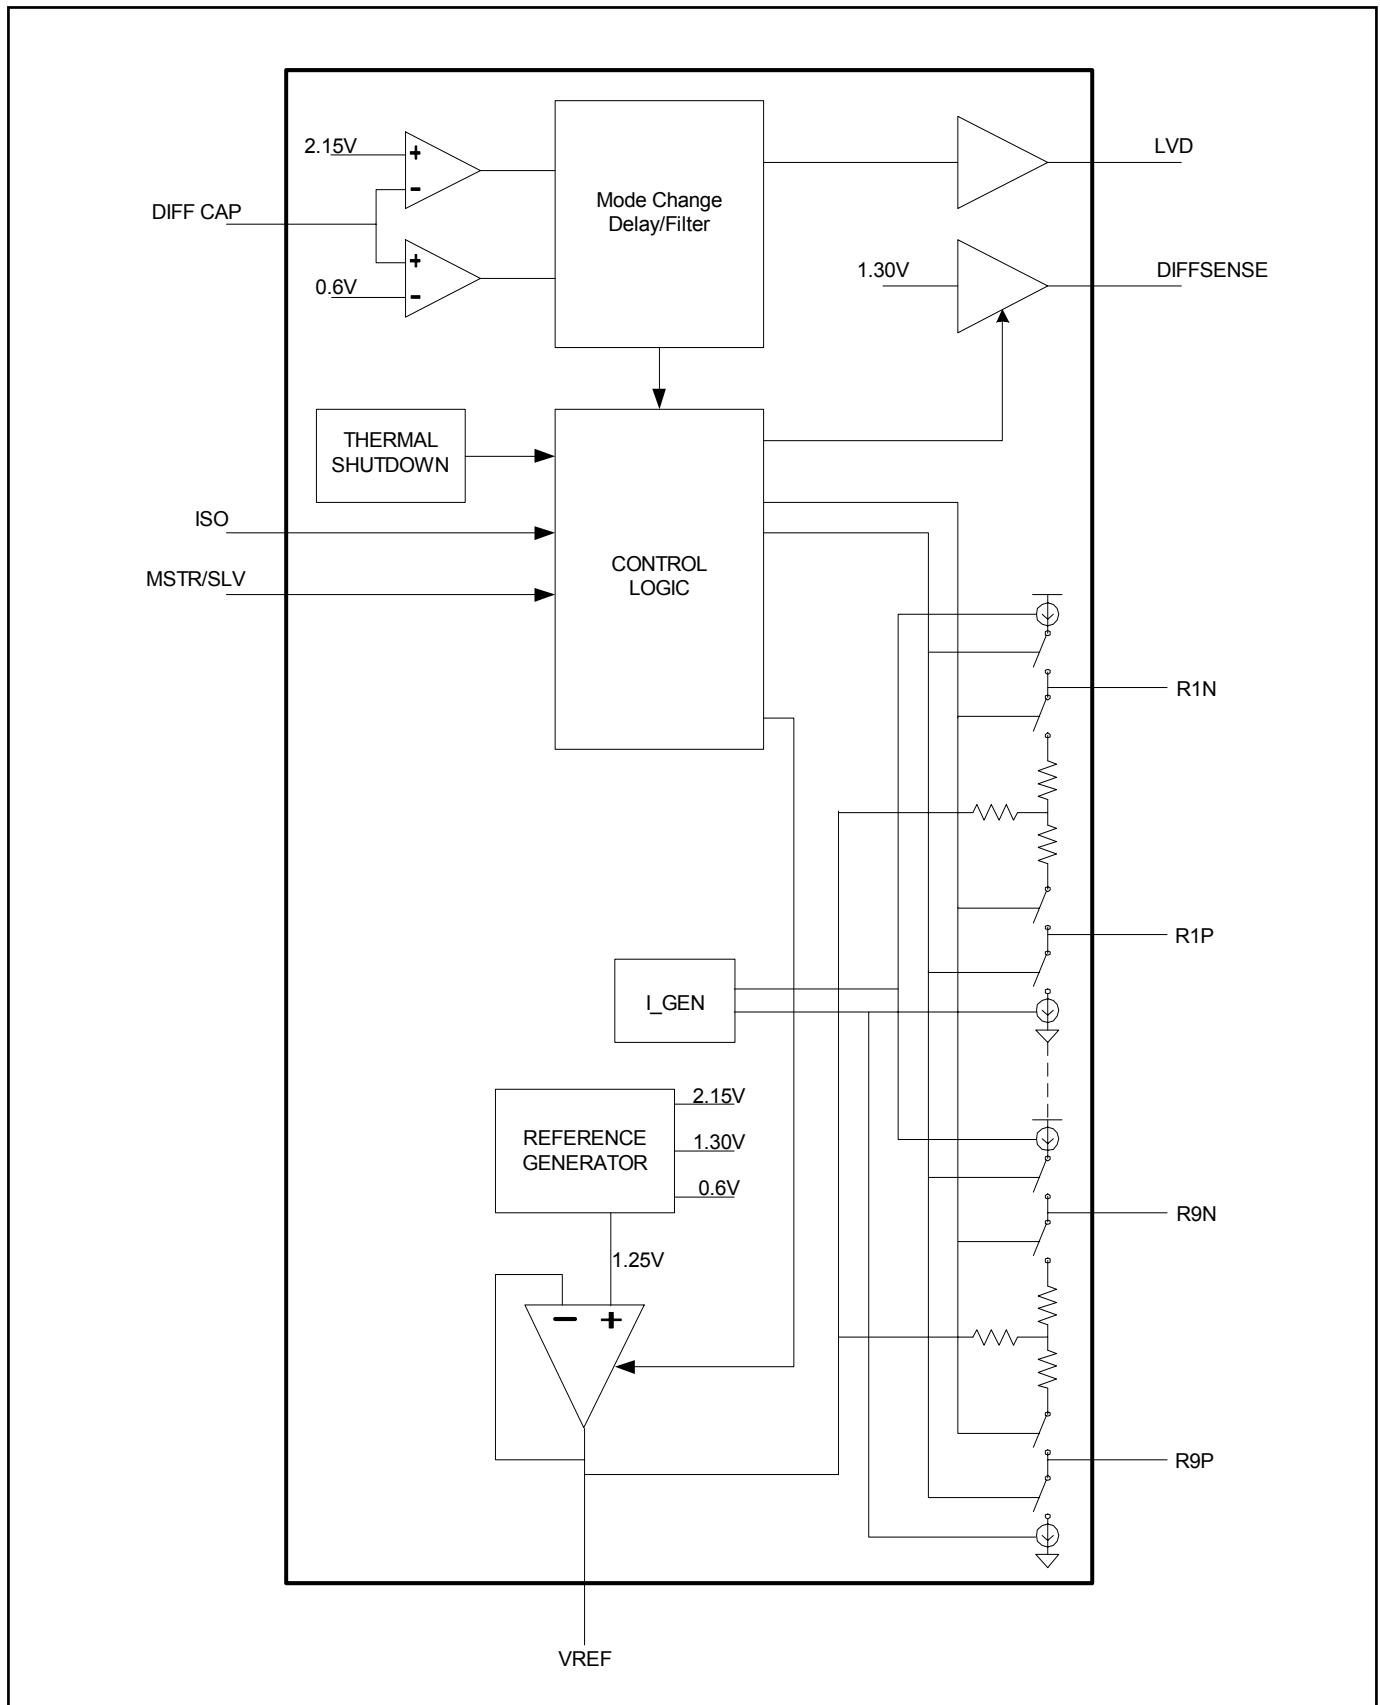 2.15V
+
-
DIFF CAP
+
-
0.6V
Mode Change
Delay/Filter
LVD
1.30V
DIFFSENSE
THERMAL
SHUTDOWN
ISO
MSTR/SLV
CONTROL
LOGIC
R1N
R1P
I_GEN
REFERENCE
GENERATOR
2.15V
1.30V
0.6V
1.25V
- +
R9N
R9P
VREF